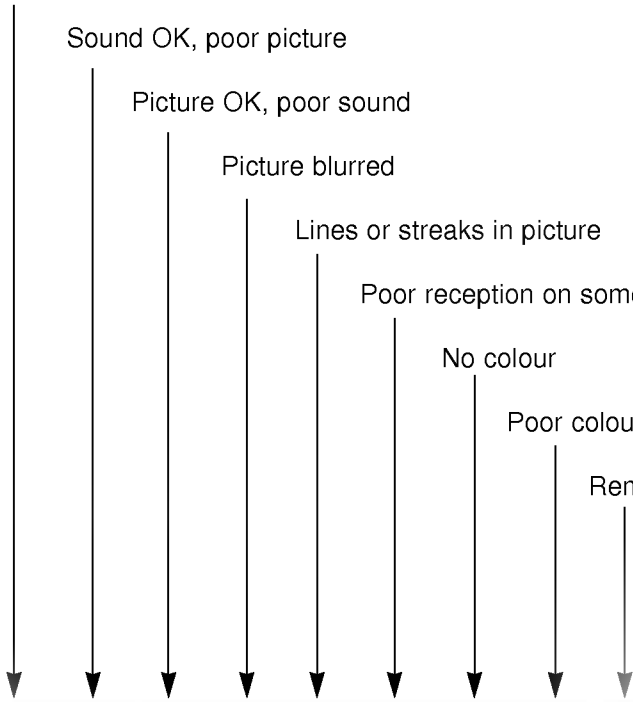 Sound OK, poor picture
Picture OK, poor sound
Picture blurred
Lines or streaks in picture
Poor reception on
No colour
Poor